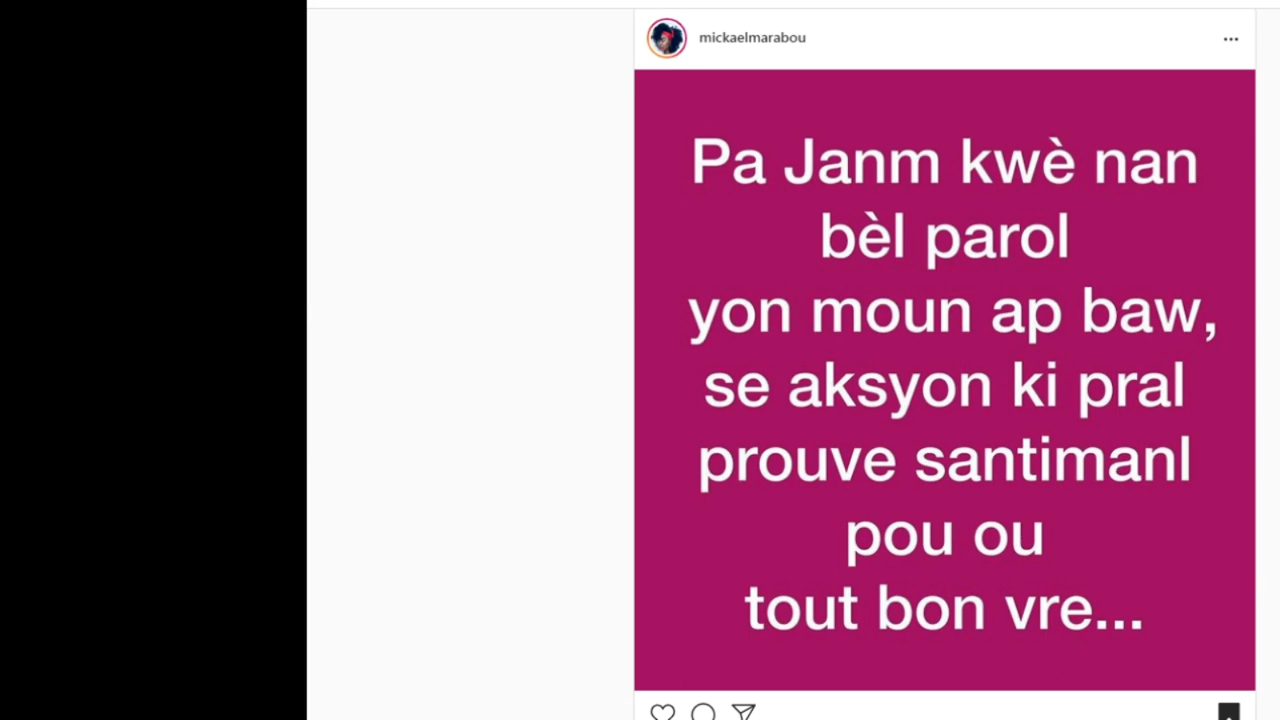 mickaelmarabou
Pa Janm kwè nan
bèl parol
yon moun ap baw,
se aksyon ki pral
prouve santimanl
pou ou
tout bon vre...